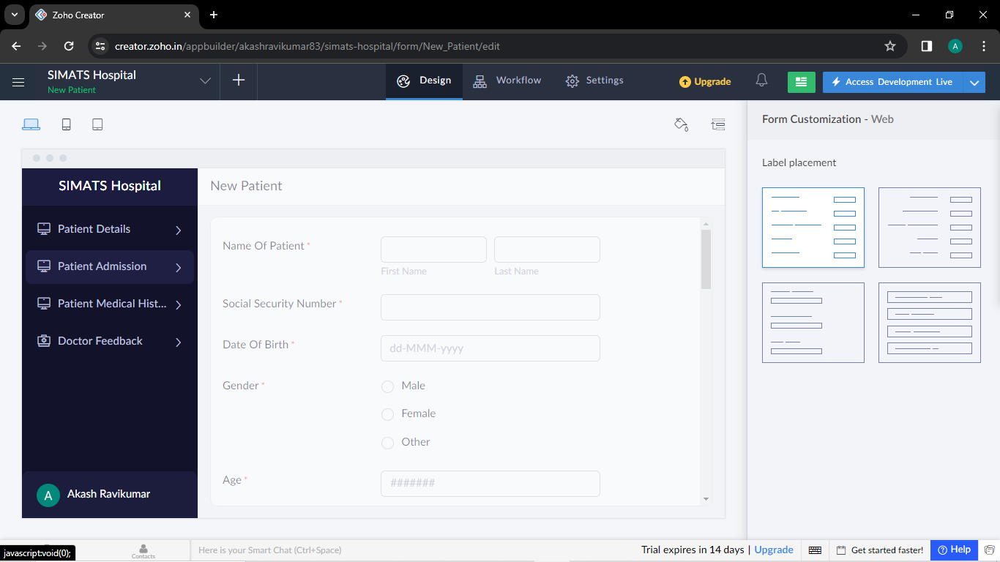 Zoho Creator
creator.zoho.in/appbuilder/akashravikumar83/simats-hospital/form/New_Patient/edit
A
SIMATS Hospital
New Patient
Design
Workflow
Settings
Upgrade
Access Development Live
Form Customization - Web
Label placement
SIMATS Hospital
Patient Details
Patient Admission
Patient Medical Hist...
Doctor Feedback
A Akash Ravikumar
New Patient
Name Of Patient *
First Name Last Name
Social Security Number *
Date Of Birth * dd-MMM-yyyy
Gender * Male
Female
Other
Age * #######
javascript:void(0);
Contacts
Here is your Smart Chat (Ctrl+Space)
Trial expires in 14 days | Upgrade
Get started faster!
Help